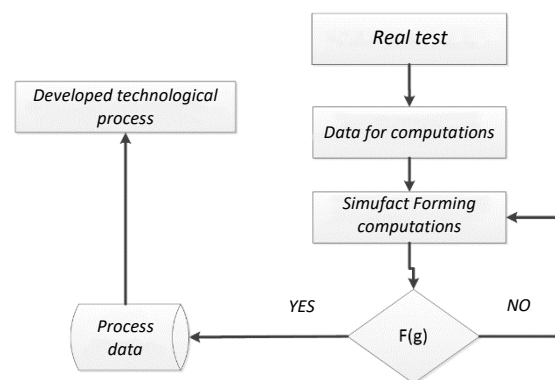 Real test
Developed technological
process
Data for computations
Simufact Forming
computations
YES
NO
F(g)
Process
data